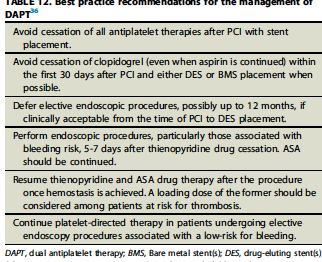 TABLE 12. Best practice recommendations for the management of
DAPT36
Avoid cessation of all antiplatelet therapies after PCI with stent
placement.
Avoid cessation of clopidogrel (even when aspirin is continued) within
the first 30 days after PCI and either DES or BMS placement when
possible.
Defer elective endoscopic procedures, possibly up to 12 months, if
clinically acceptable from the time of PCI to DES placement.
Perform endoscopic procedures, particularly those associated with
bleeding risk, 5-7 days after thienopyridine drug cessation. ASA
should be continued.
Resume thienopyridine and ASA drug therapy after the procedure
once hemostasis is achieved. A loading dose of the former should be
considered among patients at risk for thrombosis.
Continue platelet-directed therapy in patients undergoing elective
endoscopy procedures associated with a low-risk for bleeding.
DAPT, dual antiplatelet therapy; BMS, Bare metal stent(s); DES, drug-eluting stent(s)